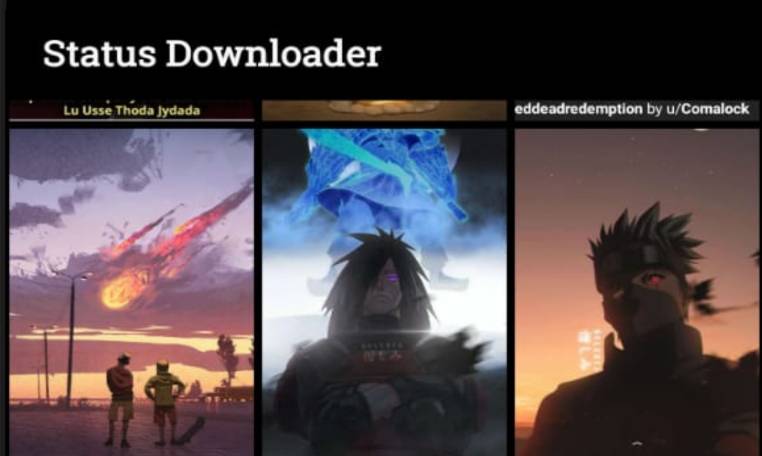 Status Downloader
Lu Usse Thoda Jydada
eddeadredemption by u/Comalock